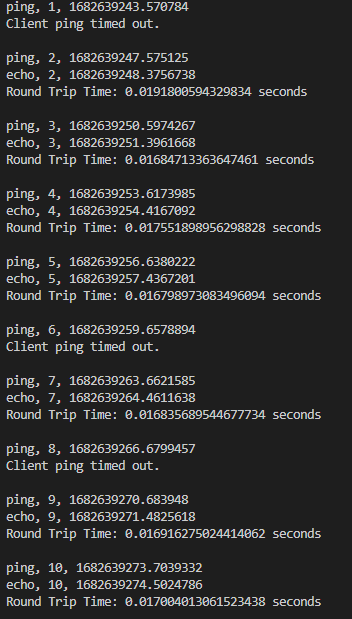 ping, 1, 1682639243.570784
Client ping timed out.
ping, 2, 1682639247.575125
echo, 2, 1682639248.3756738
Round Trip Time: 0.0191800594329834 seconds
ping, 3, 1682639250.5974267
echo, 3, 1682639251.3961668
Round Trip Time: 0.01684713363647461 seconds
ping, 4, 1682639253.6173985
echo, 4, 1682639254.4167092
Round Trip Time: 0.017551898956298828 seconds
ping, 5, 1682639256.6380222
echo, 5, 1682639257.4367201
Round Trip Time: 0.016798973083496094 seconds
ping, 6, 1682639259.6578894
Client ping timed out.
ping, 7, 1682639263.6621585
echo, 7, 1682639264.4611638
Round Trip Time: 0.016835689544677734 seconds
ping, 8, 1682639266.6799457
Client ping timed out.
ping, 9, 1682639270.683948
echo, 9, 1682639271.4825618
Round Trip Time: 0.016916275024414062 seconds
ping, 10, 1682639273.7039332
echo, 10, 1682639274.5024786
Round Trip Time: 0.017004013061523438 seconds